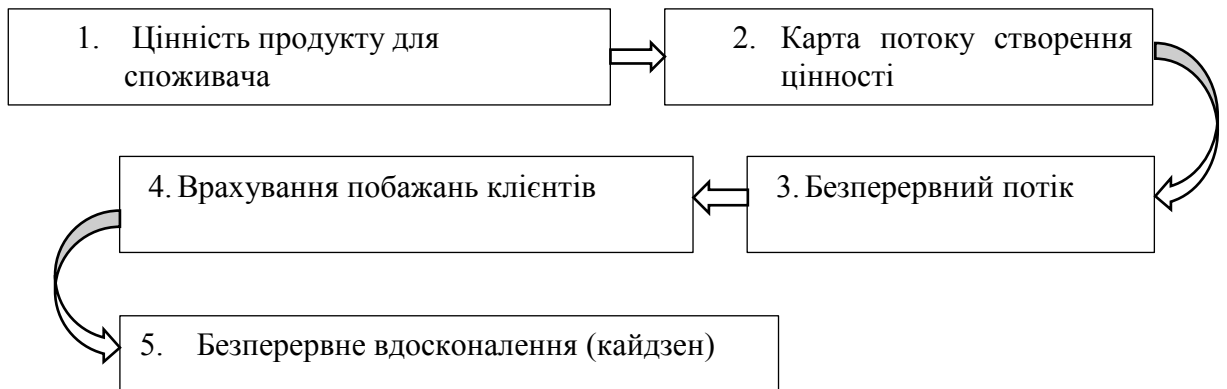 1. Цінність продукту для
споживача
2. Карта потоку створення
цінності
3. Безперервний потік
4. Врахування побажань клієнтів
5. Безперервне вдосконалення (кайдзен)